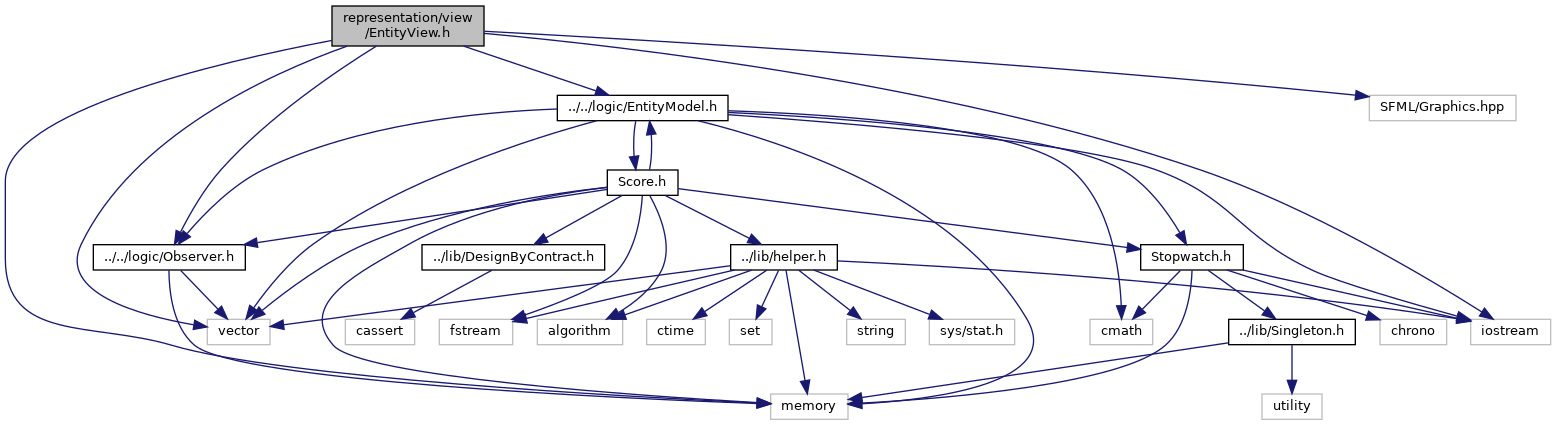 representation/view
/EntityView.h
../../logic/EntityModel.h
SFML/Graphics.hpp
Score.h
../../logic/Observer.h
../lib/DesignByContract.h
../lib/helper.h
Stopwatch.h
vector
cassert
fstream
algorithm
ctime
set
string
sys/stat.h
cmath
../lib/Singleton.h
chrono
iostream
memory
utility